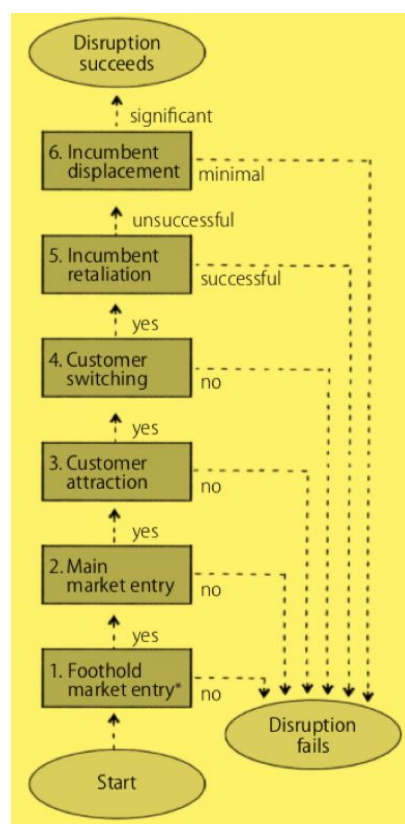 Disruption
succeeds
significant
6. Incumbent
displacement
minimal
unsuccessful
5. Incumbent
retaliation
successful
yes
4. Customer
switching
no
yes
3. Customer
attraction
no
yes
2. Main
market entry
no
yes
1. Foothold
market entry*
no
Disruption
fails
Start